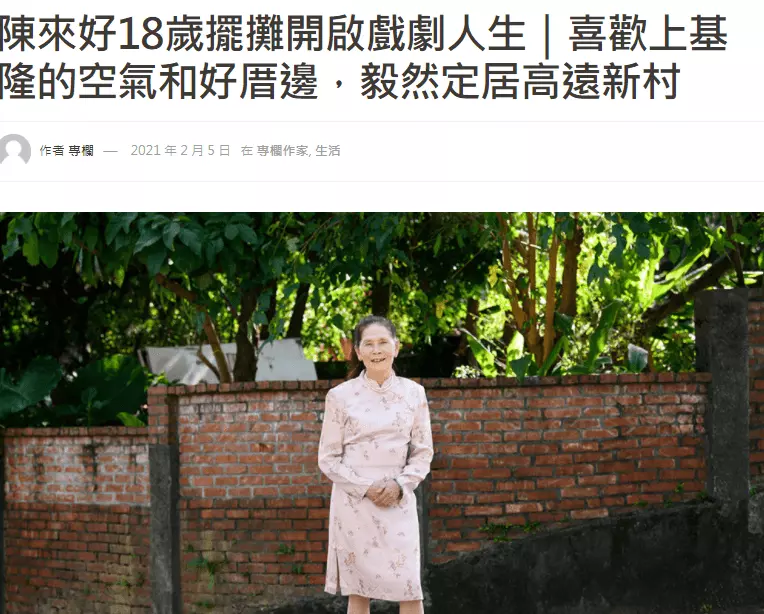 陳來好18歲擺攤開啟戲劇人生｜喜歡上基
隆的空氣和好厝邊，毅然定居高遠新村
作者 專欄 — 2021 年 2 月 5 日 在 專欄作家, 生活